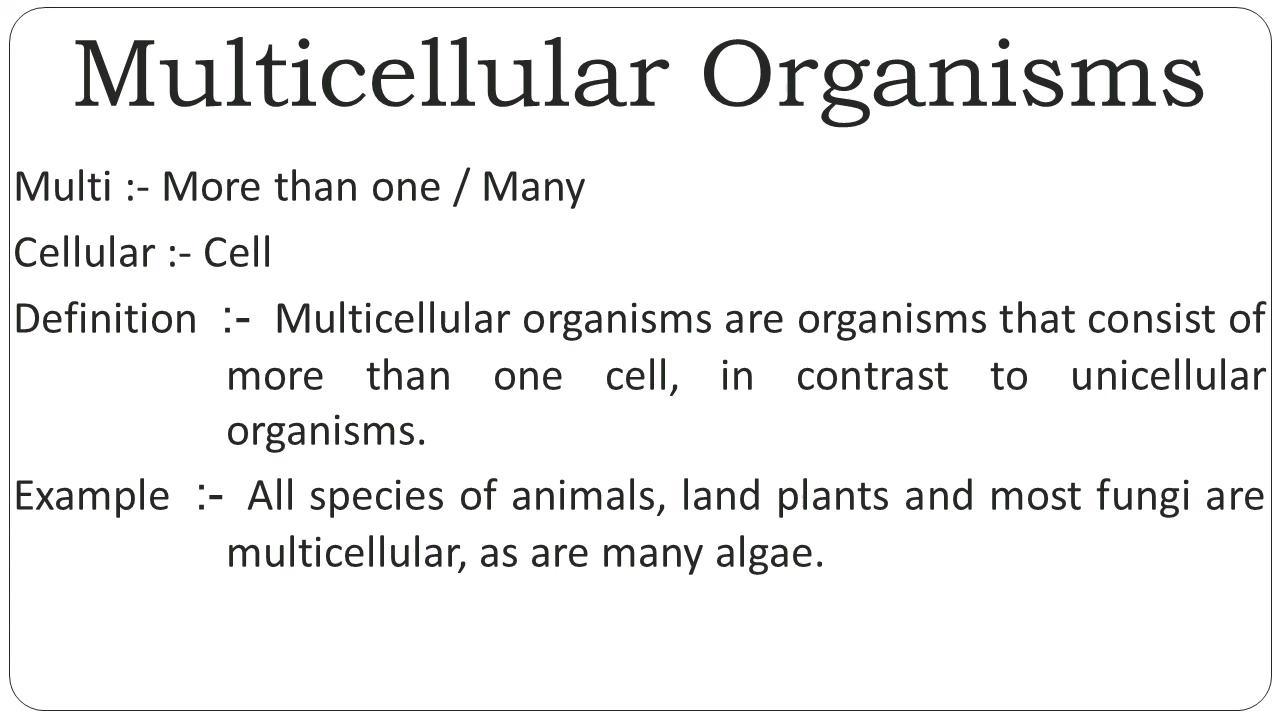 Multicellular Organisms
Multi :- More than one / Many
Cellular :- Cell
Definition :- Multicellular organisms are organisms that consist of
more than one cell, in contrast to unicellular
organisms.
Example :- All species of animals, land plants and most fungi are
multicellular, as are many algae.